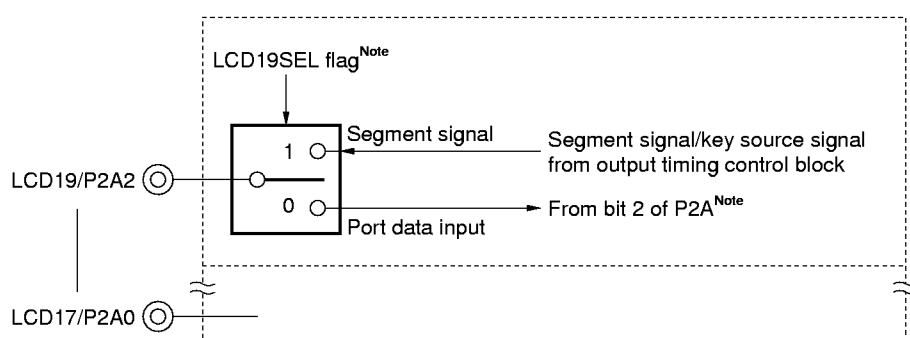 LCD19SEL flagNote
Segment signal
1
Segment signal/key source signal
from output timing control block
LCD19/P2A2
0
From bit 2 of P2ANote
Port data input
LCD17/P2A0